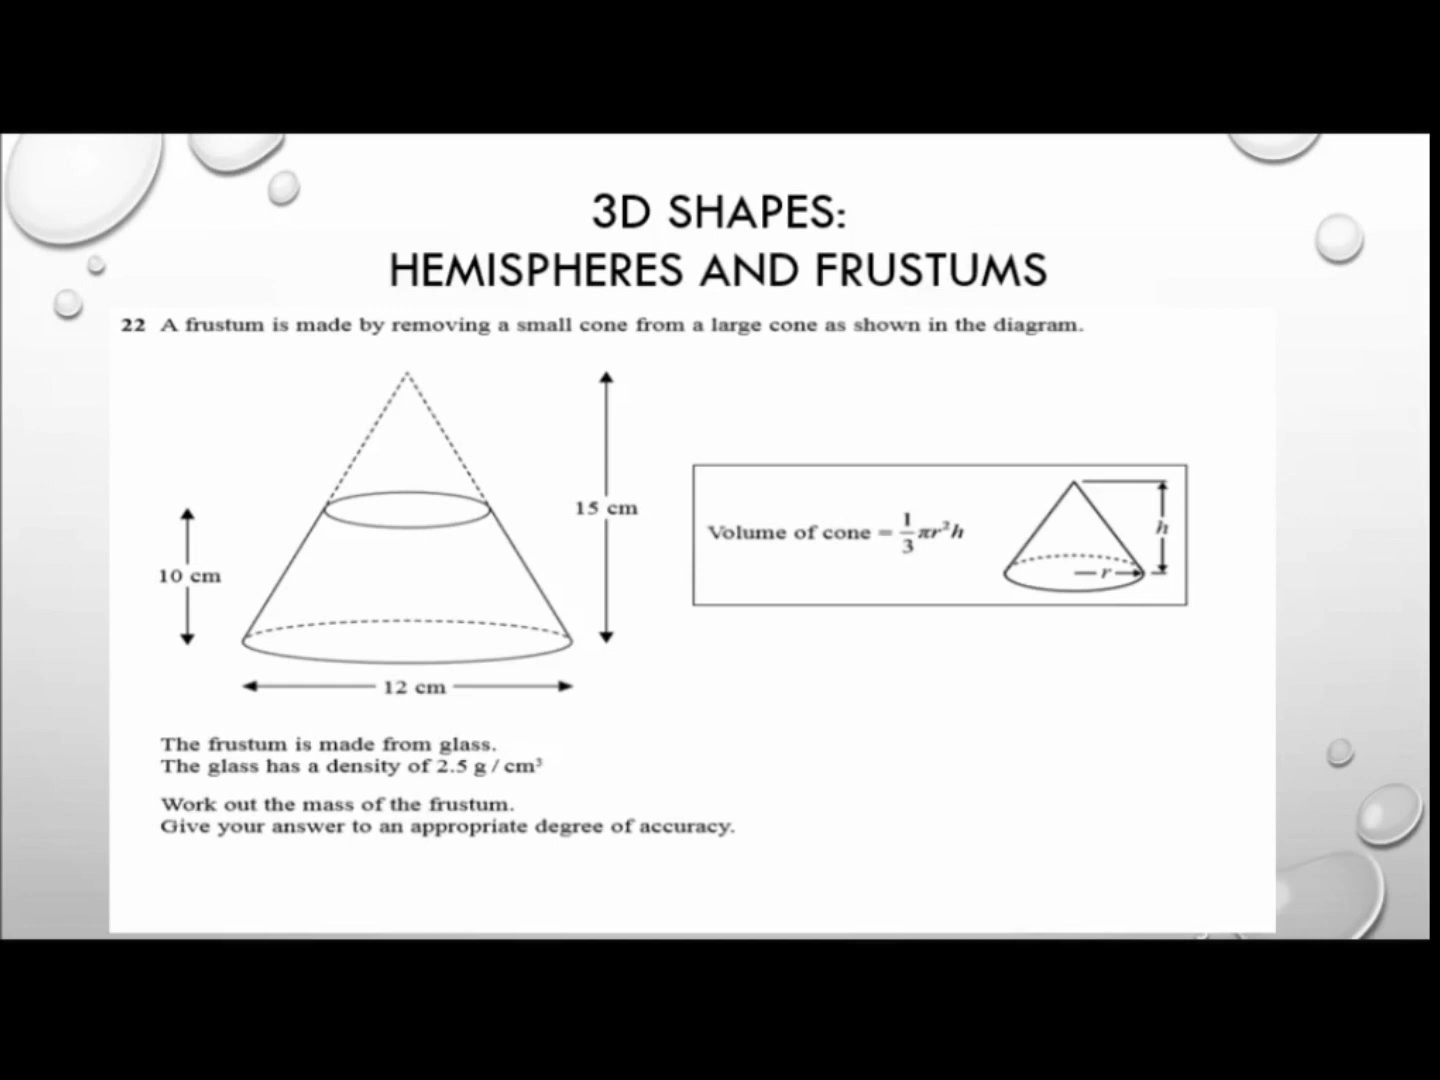 3D SHAPES:
HEMISPHERES AND FRUSTUMS
22 A frustum is made by removing a small cone from a large cone as shown in the diagram.
15 cm
10 cm
12 cm
Volume of cone = 1/3 πr²h
h
r
The frustum is made from glass.
The glass has a density of 2.5 g / cm³
Work out the mass of the frustum.
Give your answer to an appropriate degree of accuracy.